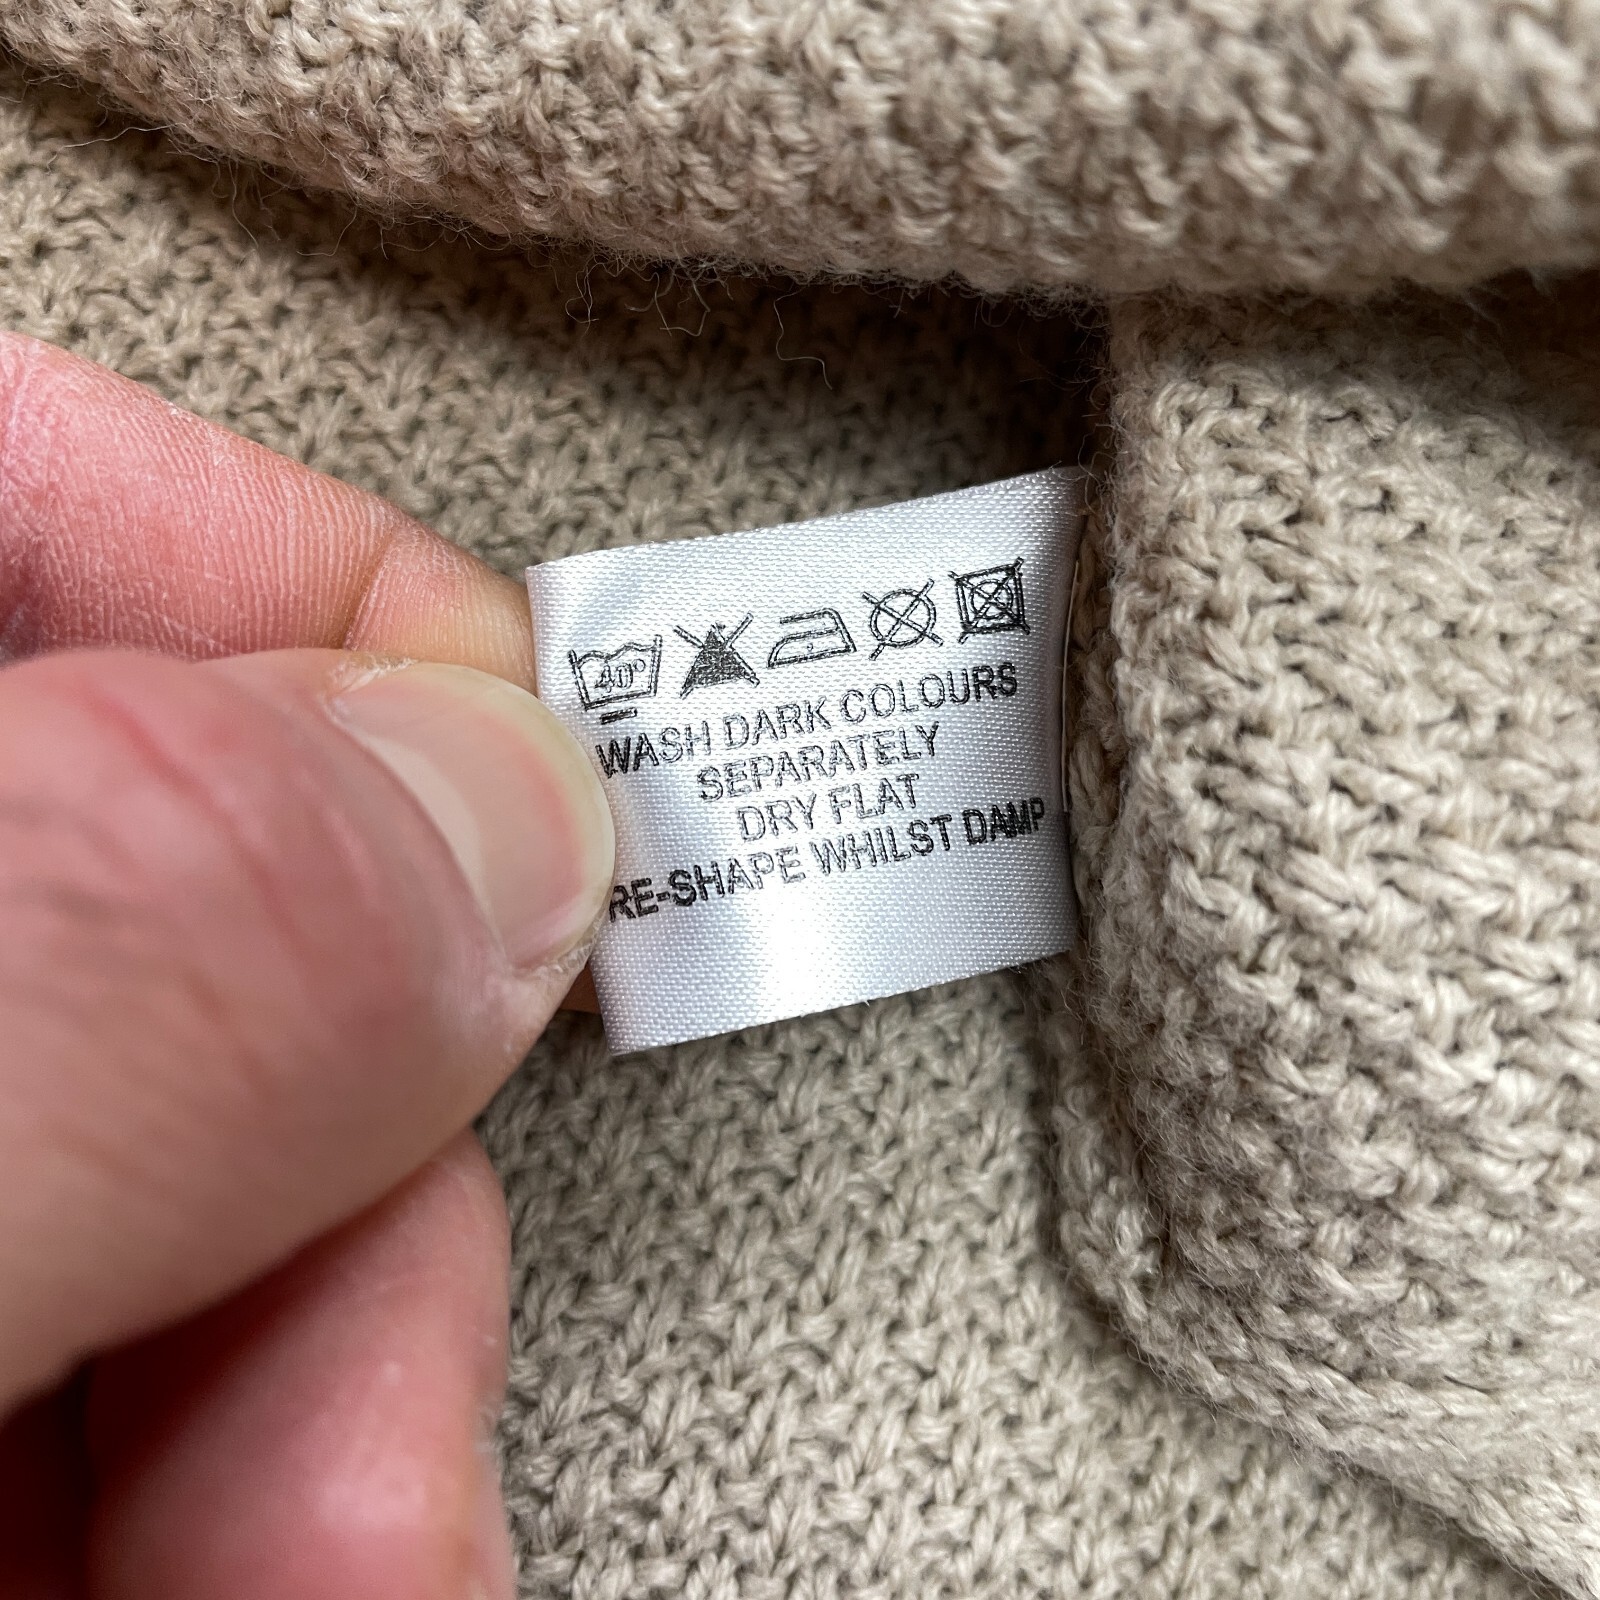 40°
WASH DARK COLOURS
SEPARATELY
DRY FLAT
RE-SHAPE WHILST DAMP